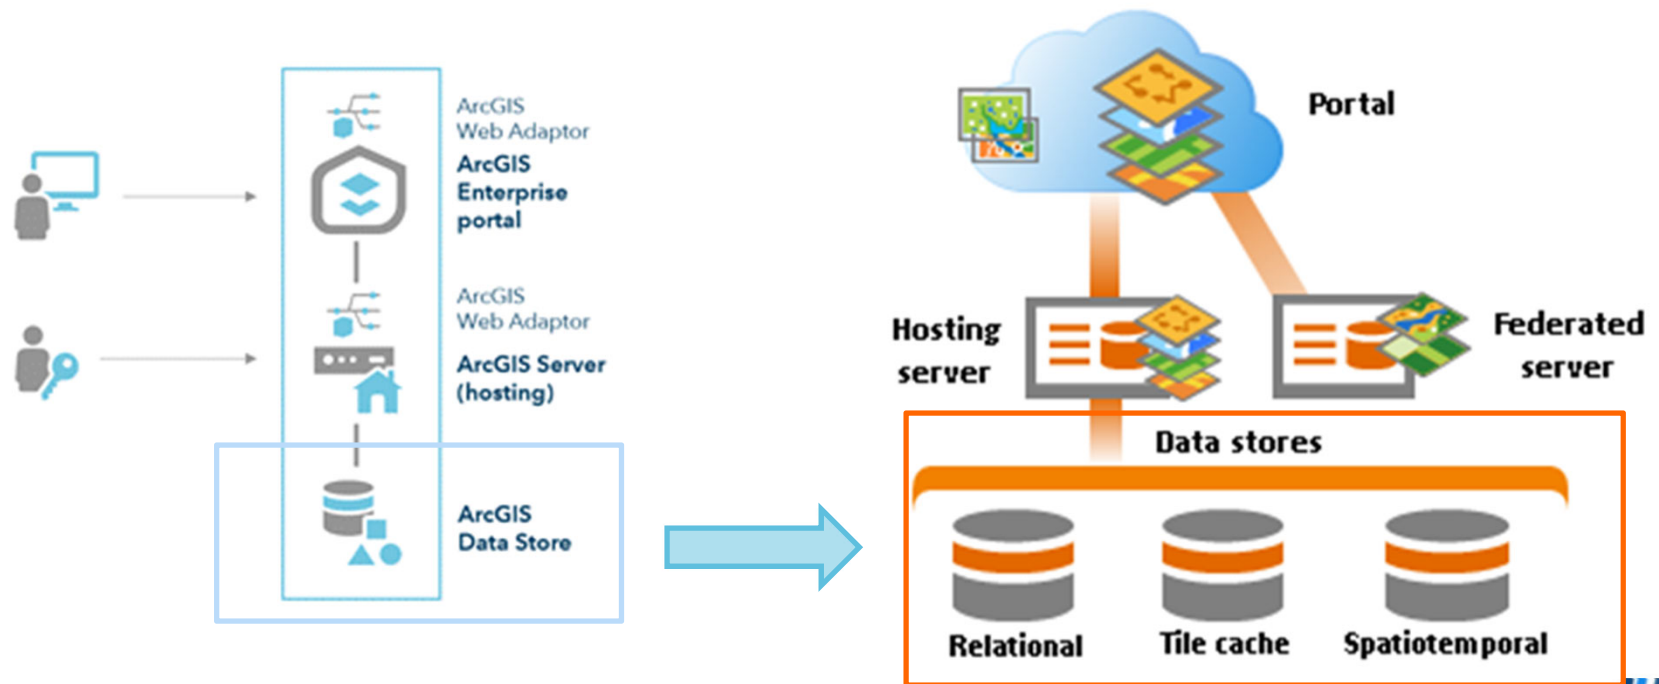 ArcGIS
Web Adaptor
ArcGIS
Enterprise
portal
ArcGIS
Web Adaptor
ArcGIS Server
(hosting)
ArcGIS
Data Store
Portal
Hosting
server
Federated
server
Data stores
Relational
Tile cache
Spatiotemporal